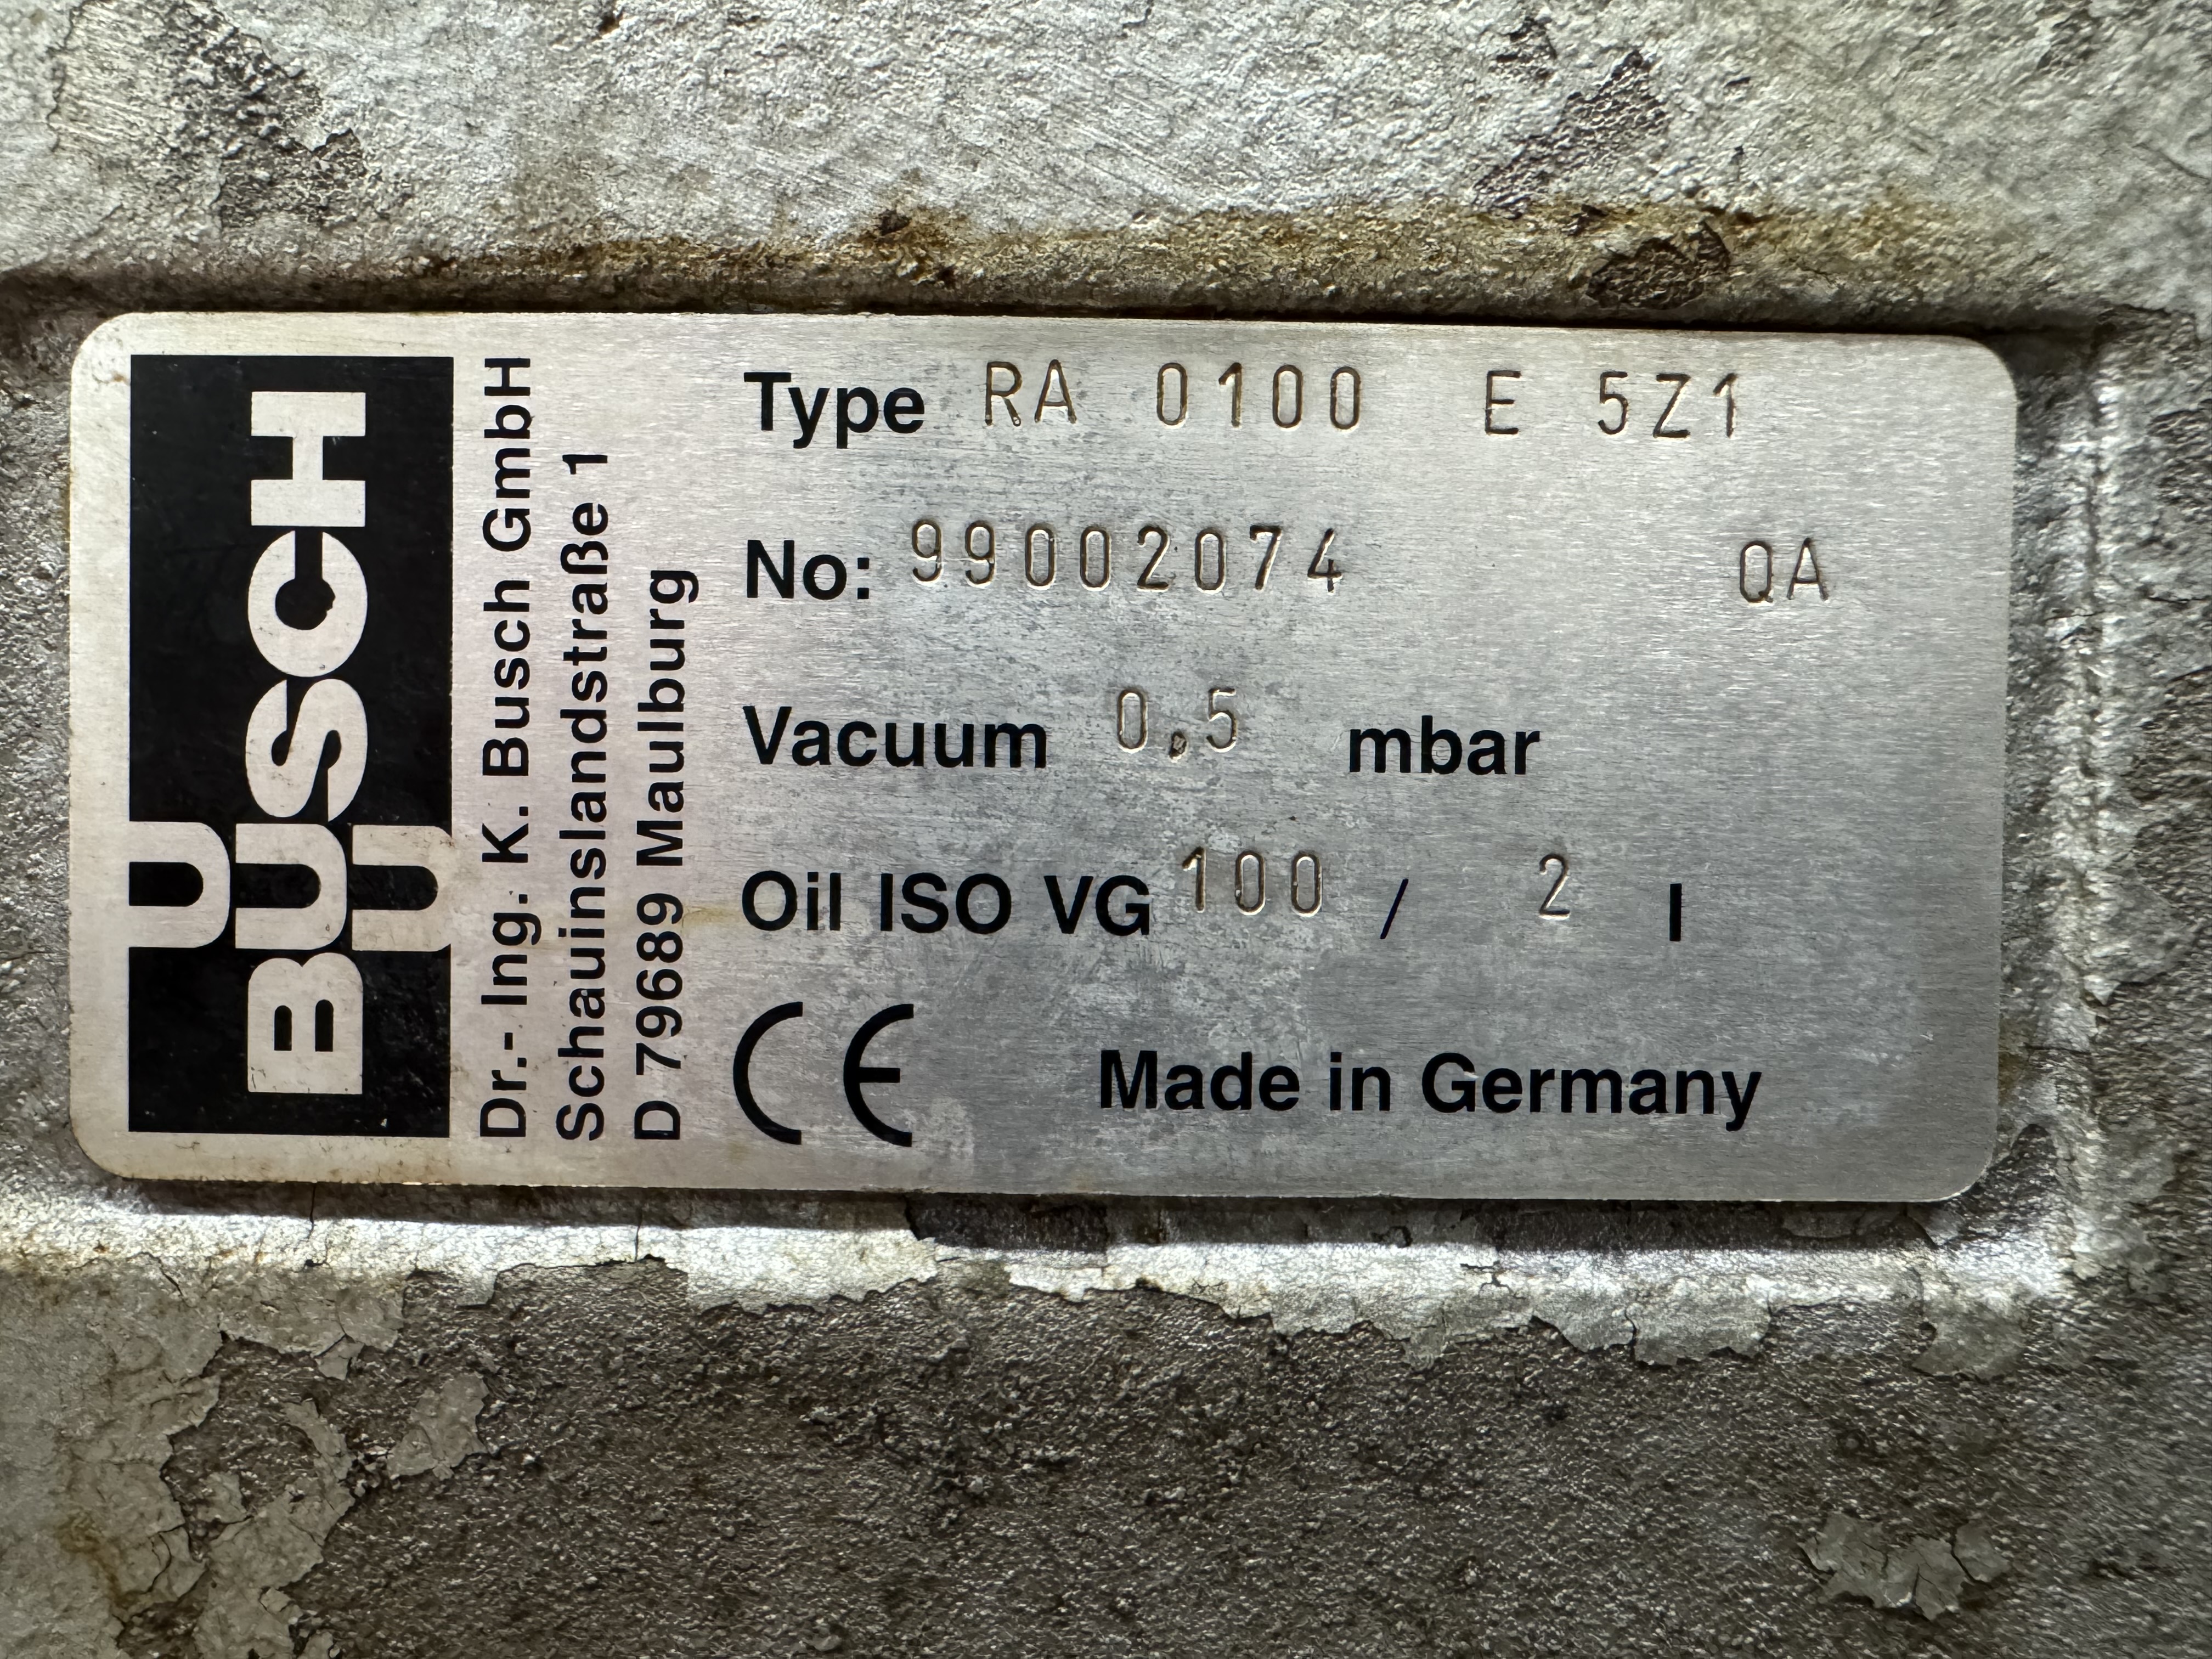 BUSCH
Dr.- Ing. K. Busch GmbH
Schauinslandstraße 1
D 79689 Maulburg
Type RA 0100 E 5Z1
No: 99002074 QA
Vacuum 0,5 mbar
Oil ISO VG 100 / 2 l
CE Made in Germany